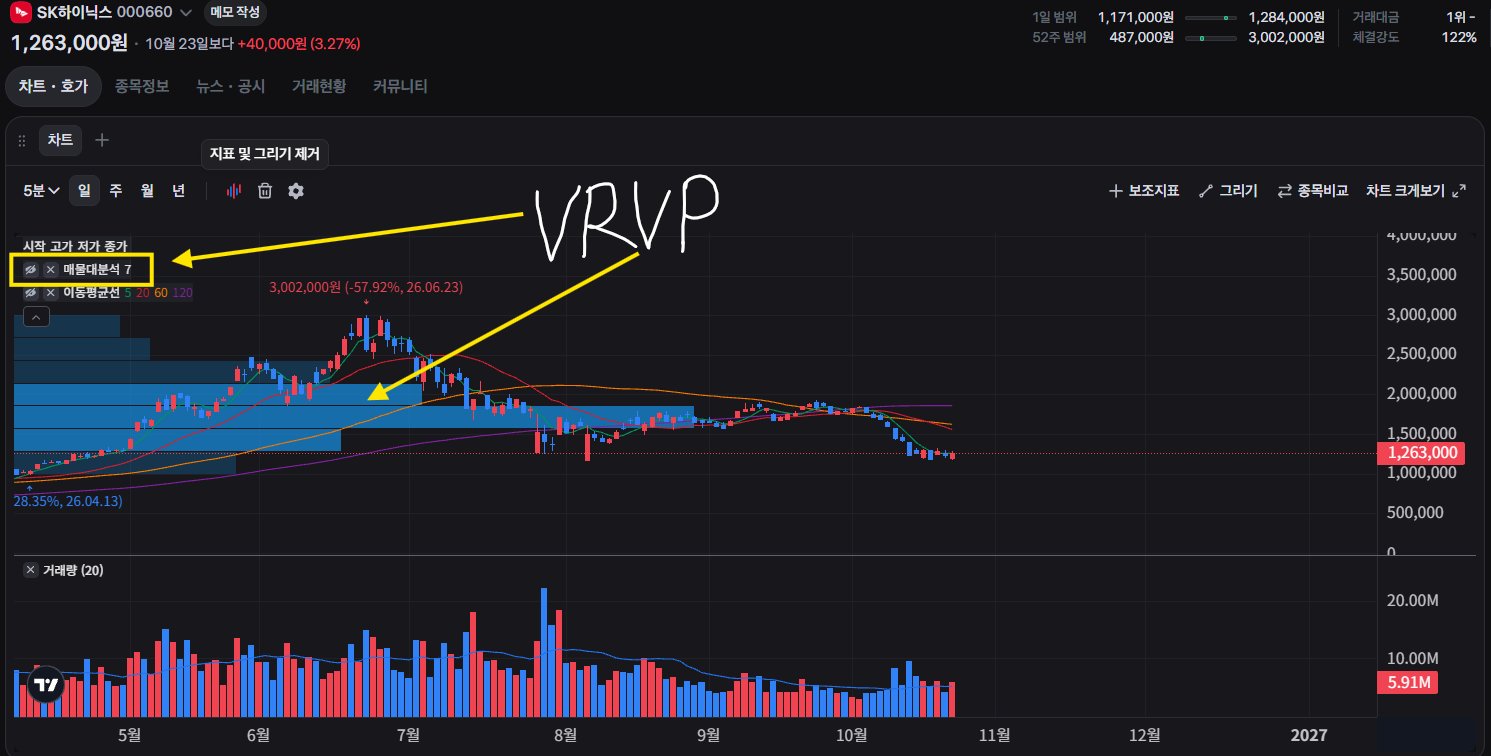 SK하이닉스 000660 메모 작성
1,263,000원 · 10월 23일보다 +40,000원 (3.27%)
1일 범위 1,171,000원 1,284,000원 거래대금 1위 -
52주 범위 487,000원 3,002,000원 체결강도 122%
차트 · 호가 종목정보 뉴스 · 공시 거래현황 커뮤니티
차트
지표 및 그리기 제거
5분 일 주 월 년
보조지표 그리기 종목비교 차트 크게보기
VRVP
시작 고가 저가 종가
매물대분석 7
이동평균선 5 20 60 120
3,002,000원 (-57.92%, 26.06.23)
28.35%, 26.04.13)
4,000,000
3,500,000
3,000,000
2,500,000
2,000,000
1,500,000
1,263,000
1,000,000
500,000
0
거래량 (20)
20.00M
10.00M
5.91M
5월 6월 7월 8월 9월 10월 11월 12월 2027